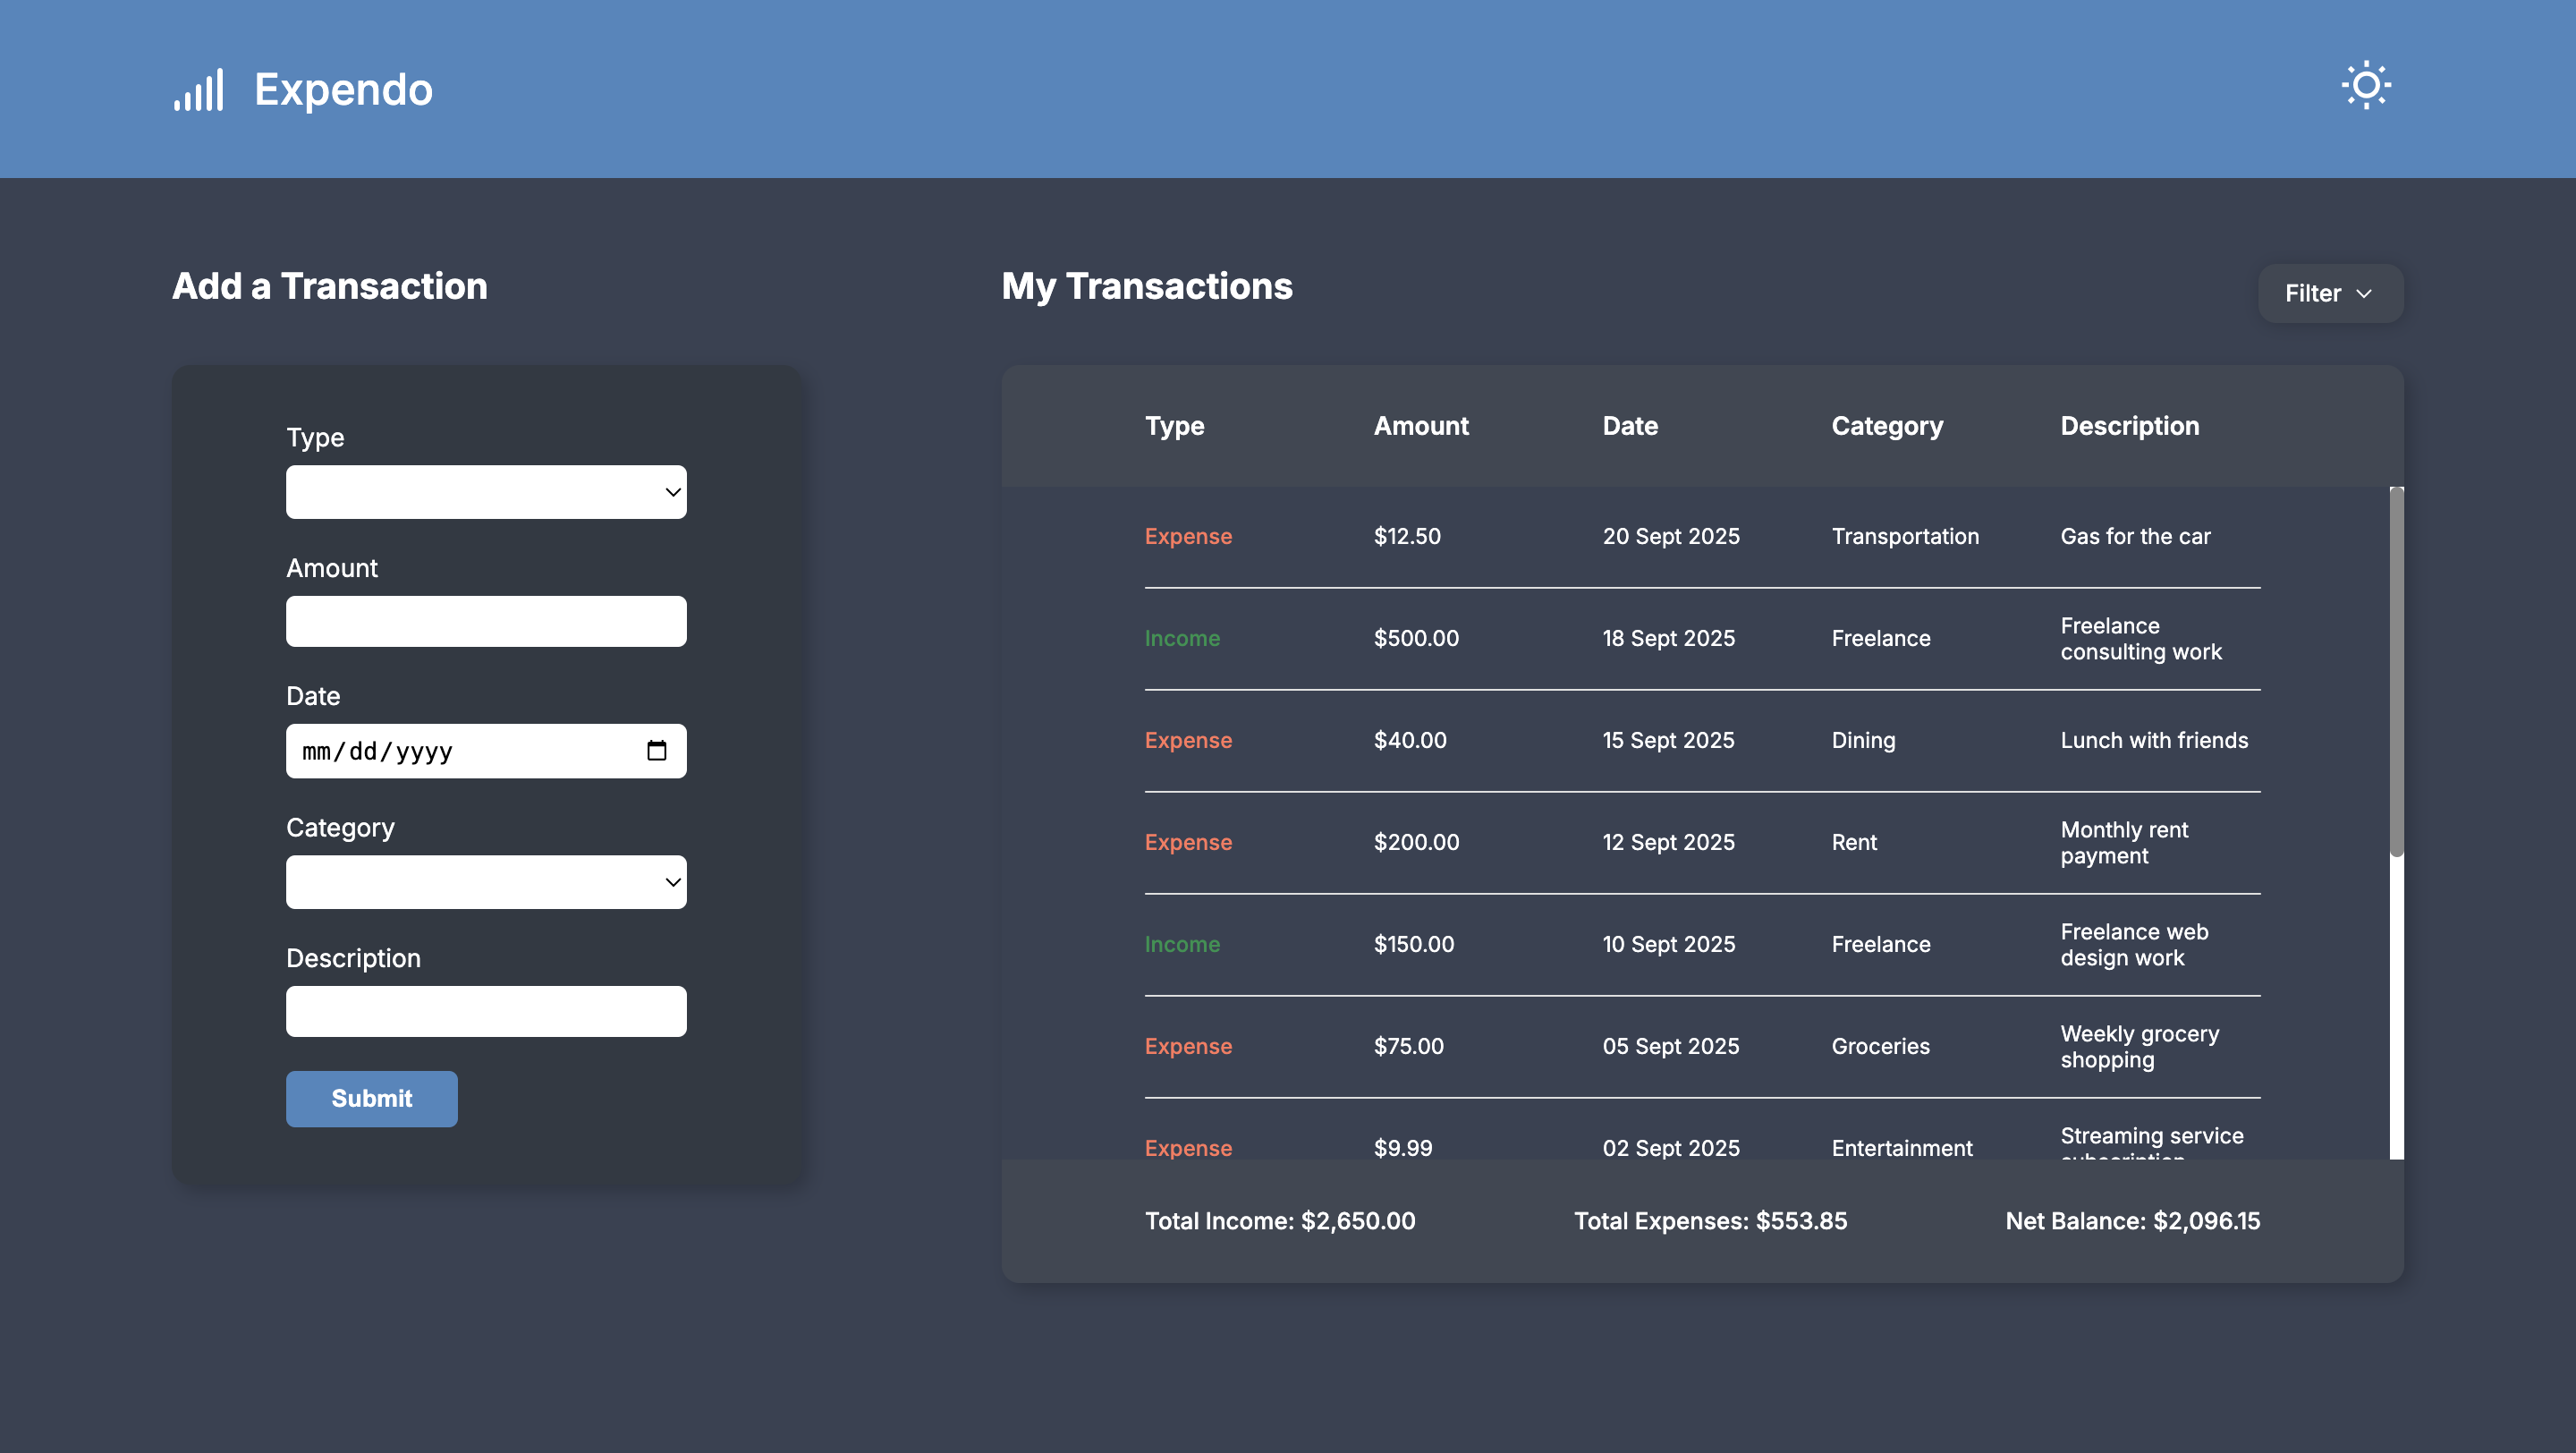 Expendo
Add a Transaction
Type
Amount
Date
mm/dd/yyyy
Category
Description
Submit
My Transactions
Filter
Type Amount Date Category Description
Expense $12.50 20 Sept 2025 Transportation Gas for the car
Income $500.00 18 Sept 2025 Freelance Freelance
consulting work
Expense $40.00 15 Sept 2025 Dining Lunch with friends
Expense $200.00 12 Sept 2025 Rent Monthly rent
payment
Income $150.00 10 Sept 2025 Freelance Freelance web
design work
Expense $75.00 05 Sept 2025 Groceries Weekly grocery
shopping
Expense $9.99 02 Sept 2025 Entertainment Streaming service
Total Income: $2,650.00 Total Expenses: $553.85 Net Balance: $2,096.15